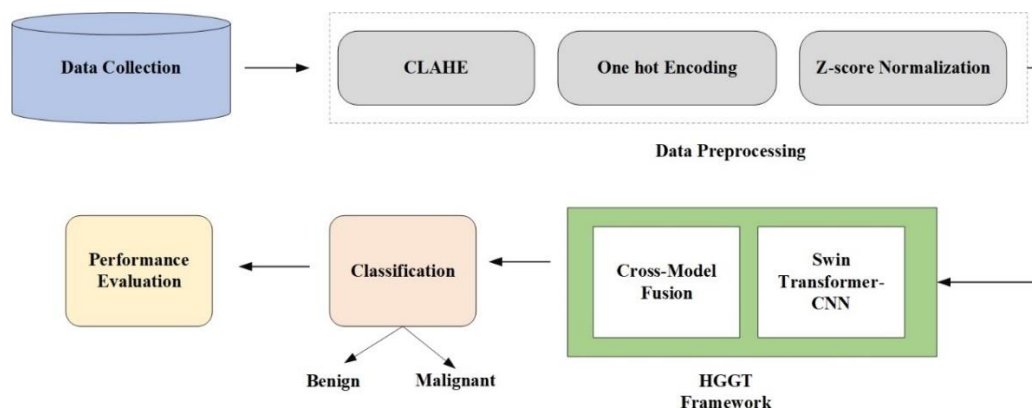 Data Collection
CLAHE
One hot Encoding
Z-score Normalization
Data Preprocessing
Performance
Evaluation
Classification
Cross-Model
Fusion
Swin
Transformer-
CNN
Benign
Malignant
HGGT
Framework